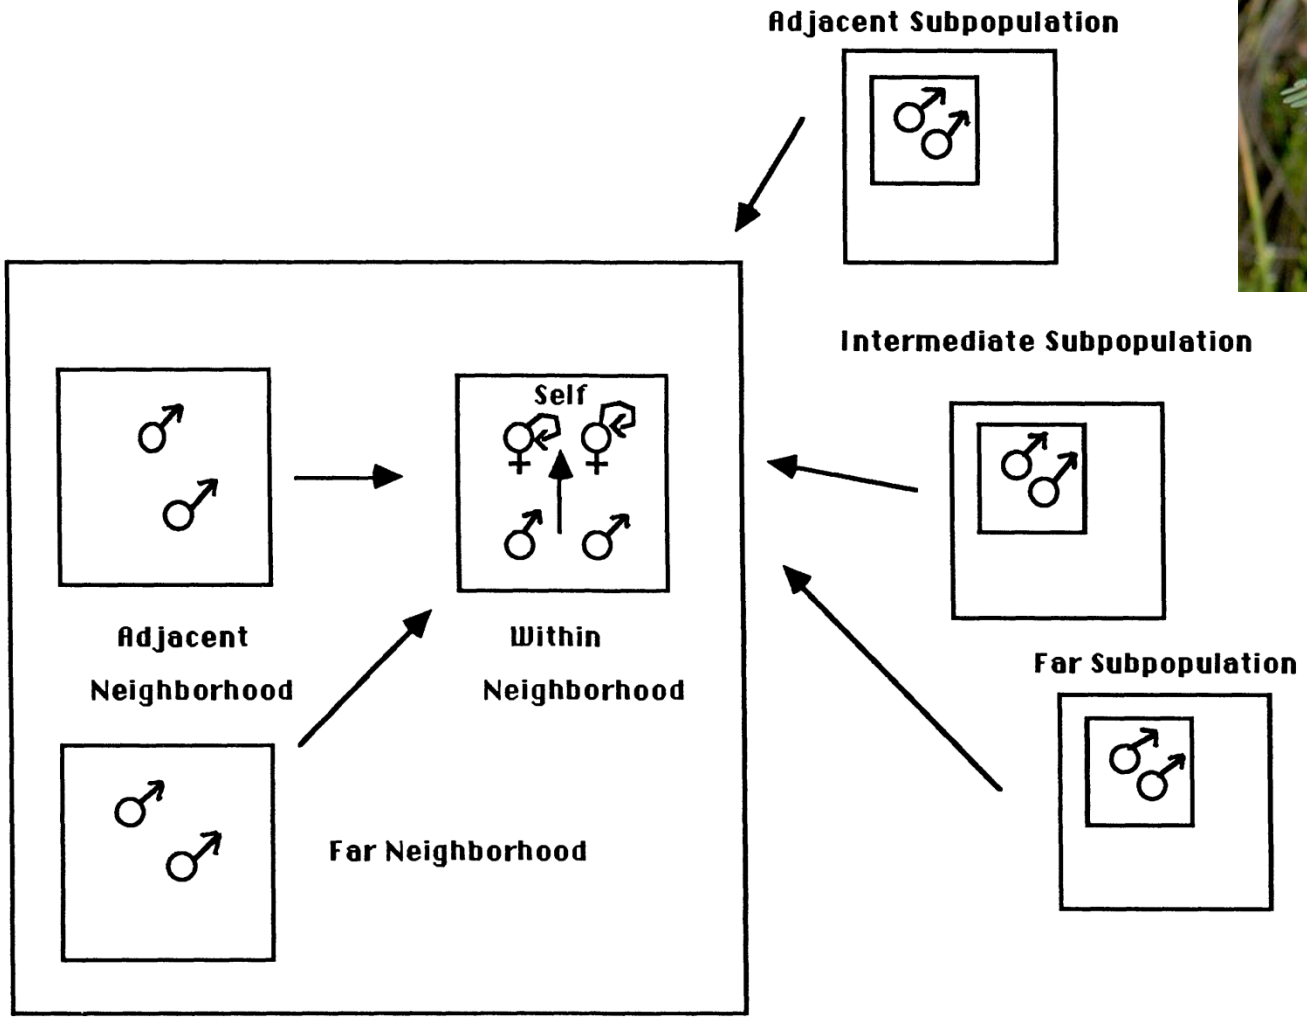 Adjacent Subpopulation
Intermediate Subpopulation
Self
Adjacent
Neighborhood
Within
Neighborhood
Far Subpopulation
Far Neighborhood